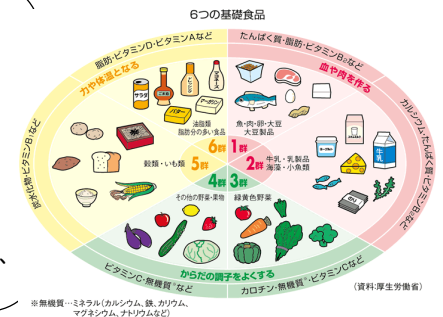 6つの基礎食品
脂肪・ビタミンD・ビタミンAなど
たんぱく質・脂肪・ビタミンB₂など
力や体温となる
血や肉を作る
サラダ
バター
油脂類
脂肪分の多い食品
魚・肉・卵・大豆
大豆製品
カルシウム・たんぱく質・ビタミンB₂など
炭水化物・ビタミンB₁など
6群
1群
穀類・いも類
5群
2群
牛乳・乳製品
海藻・小魚類
牛乳
4群
3群
その他の野菜・果物
緑黄色野菜
からだの調子をよくする
ビタミンC・無機質※など
カロチン・無機質※・ビタミンCなど
(資料:厚生労働省)
※無機質…ミネラル(カルシウム、鉄、カリウム、
マグネシウム、ナトリウムなど)